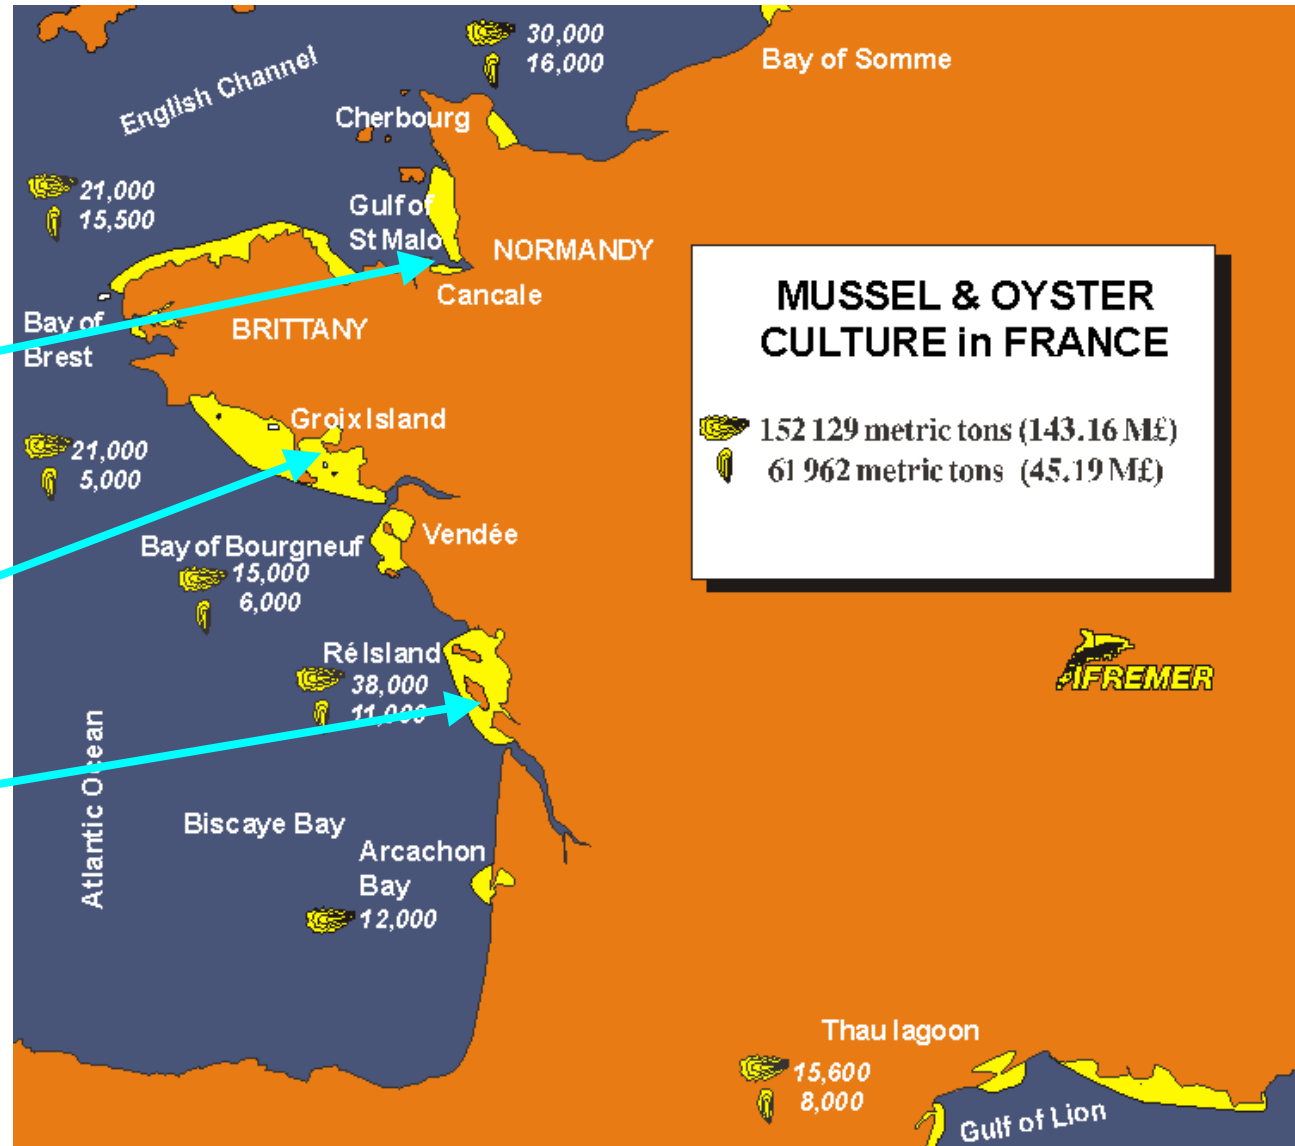 30,000
16,000
Bay of Somme
English Channel
Cherbourg
21,000
15,500
Gulf of
St Malo
NORMANDY
Cancale
Bay of
Brest
BRITTANY
MUSSEL & OYSTER
CULTURE in FRANCE
152 129 metric tons (143.16 M£)
61 962 metric tons (45.19 M£)
Groix Island
21,000
5,000
Vendée
Bay of Bourgneuf
15,000
6,000
Ré Island
38,000
11,000
IFREMER
Atlantic Ocean
Biscaye Bay
Arcachon
Bay
12,000
Thau lagoon
15,600
8,000
Gulf of Lion